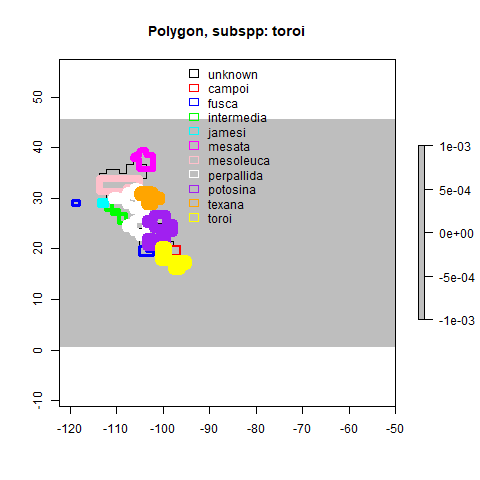 Polygon, subspp: toroi
unknown
campoi
fusca
intermedia
jamesi
mesata
mesoleuca
perpallida
potosina
texana
toroi
50
40
30
20
10
0
-10
-120
-110
-100
-90
-80
-70
-60
-50
1e-03
5e-04
0e+00
-5e-04
-1e-03